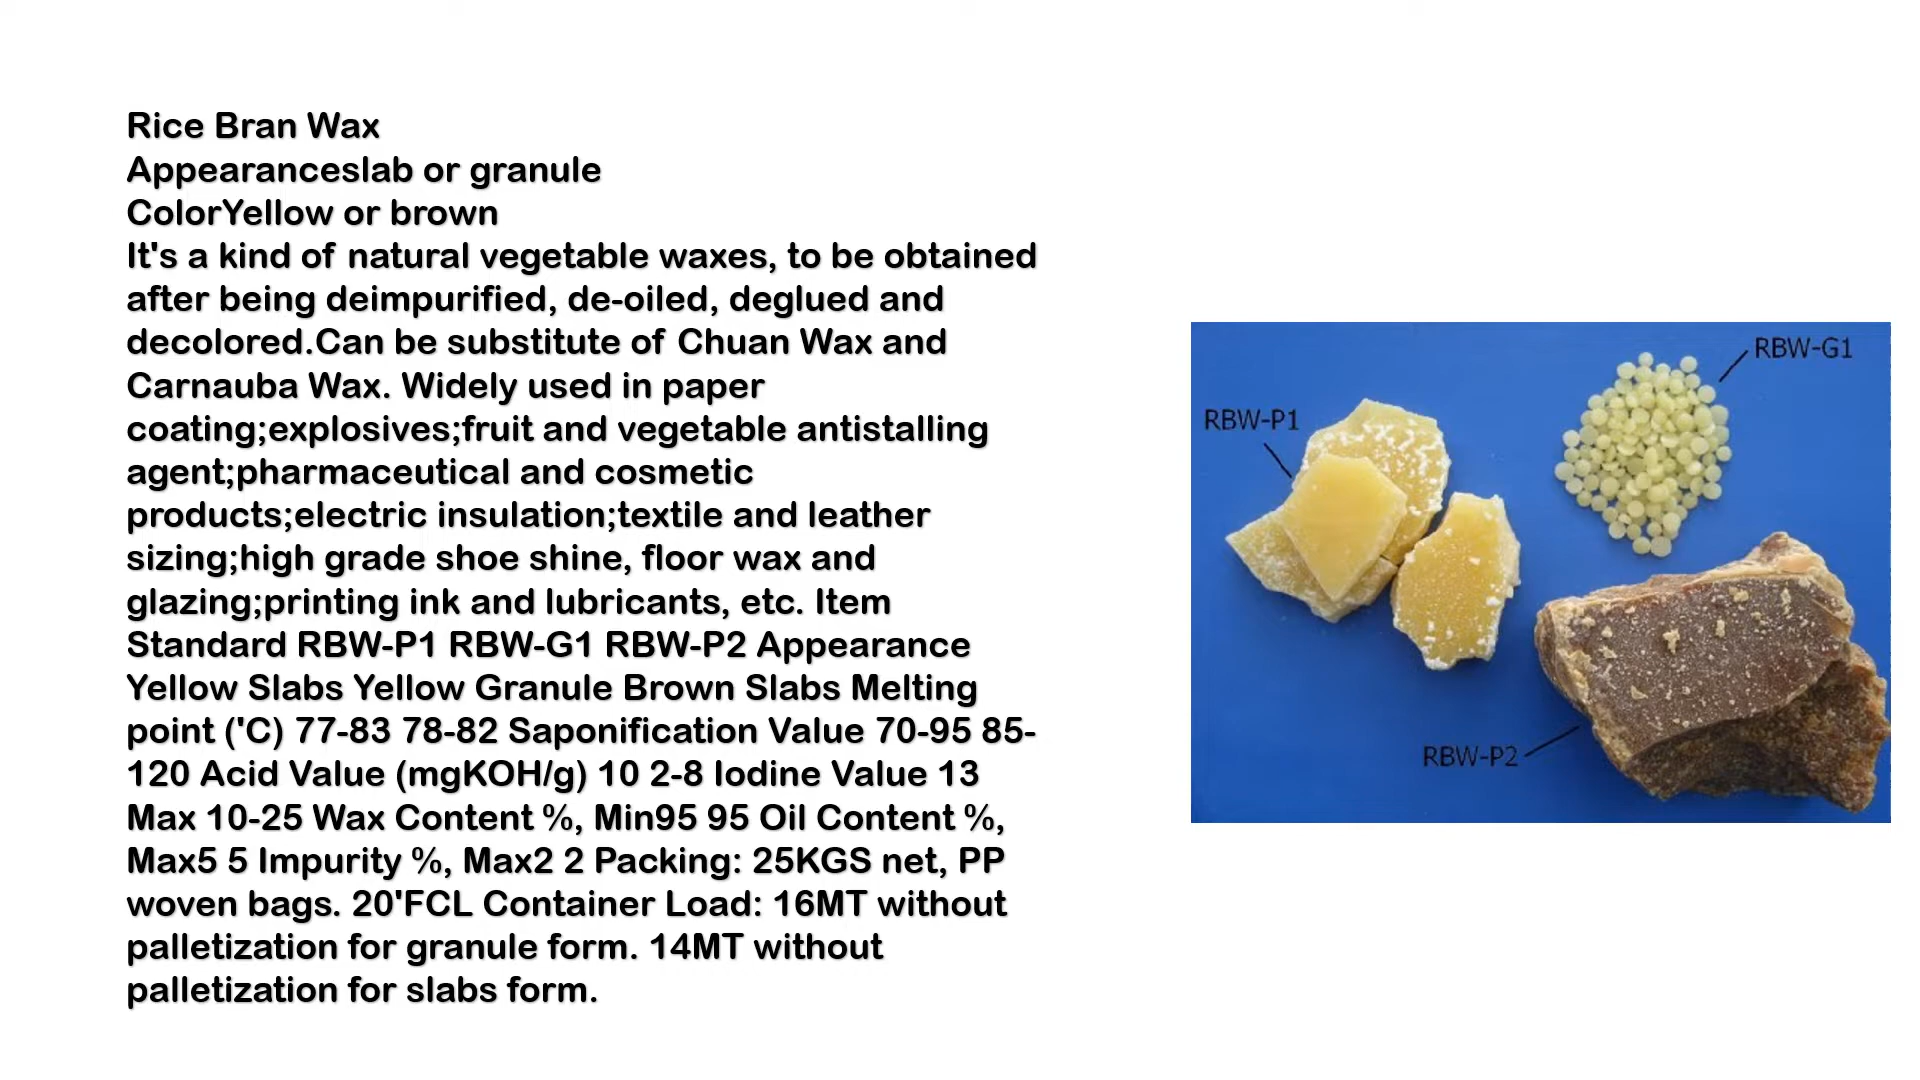 Rice Bran Wax
Appearanceslab or granule
ColorYellow or brown
It's a kind of natural vegetable waxes, to be obtained
after being deimpurified, de-oiled, deglued and
decolored.Can be substitute of Chuan Wax and
Carnauba Wax. Widely used in paper
coating;explosives;fruit and vegetable antistalling
agent;pharmaceutical and cosmetic
products;electric insulation;textile and leather
sizing;high grade shoe shine, floor wax and
glazing;printing ink and lubricants, etc. Item
Standard RBW-P1 RBW-G1 RBW-P2 Appearance
Yellow Slabs Yellow Granule Brown Slabs Melting
point ('C) 77-83 78-82 Saponification Value 70-95 85-
120 Acid Value (mgKOH/g) 10 2-8 Iodine Value 13
Max 10-25 Wax Content %, Min95 95 Oil Content %,
Max5 5 Impurity %, Max2 2 Packing: 25KGS net, PP
woven bags. 20'FCL Container Load: 16MT without
palletization for granule form. 14MT without
palletization for slabs form.
RBW-G1
RBW-P1
RBW-P2